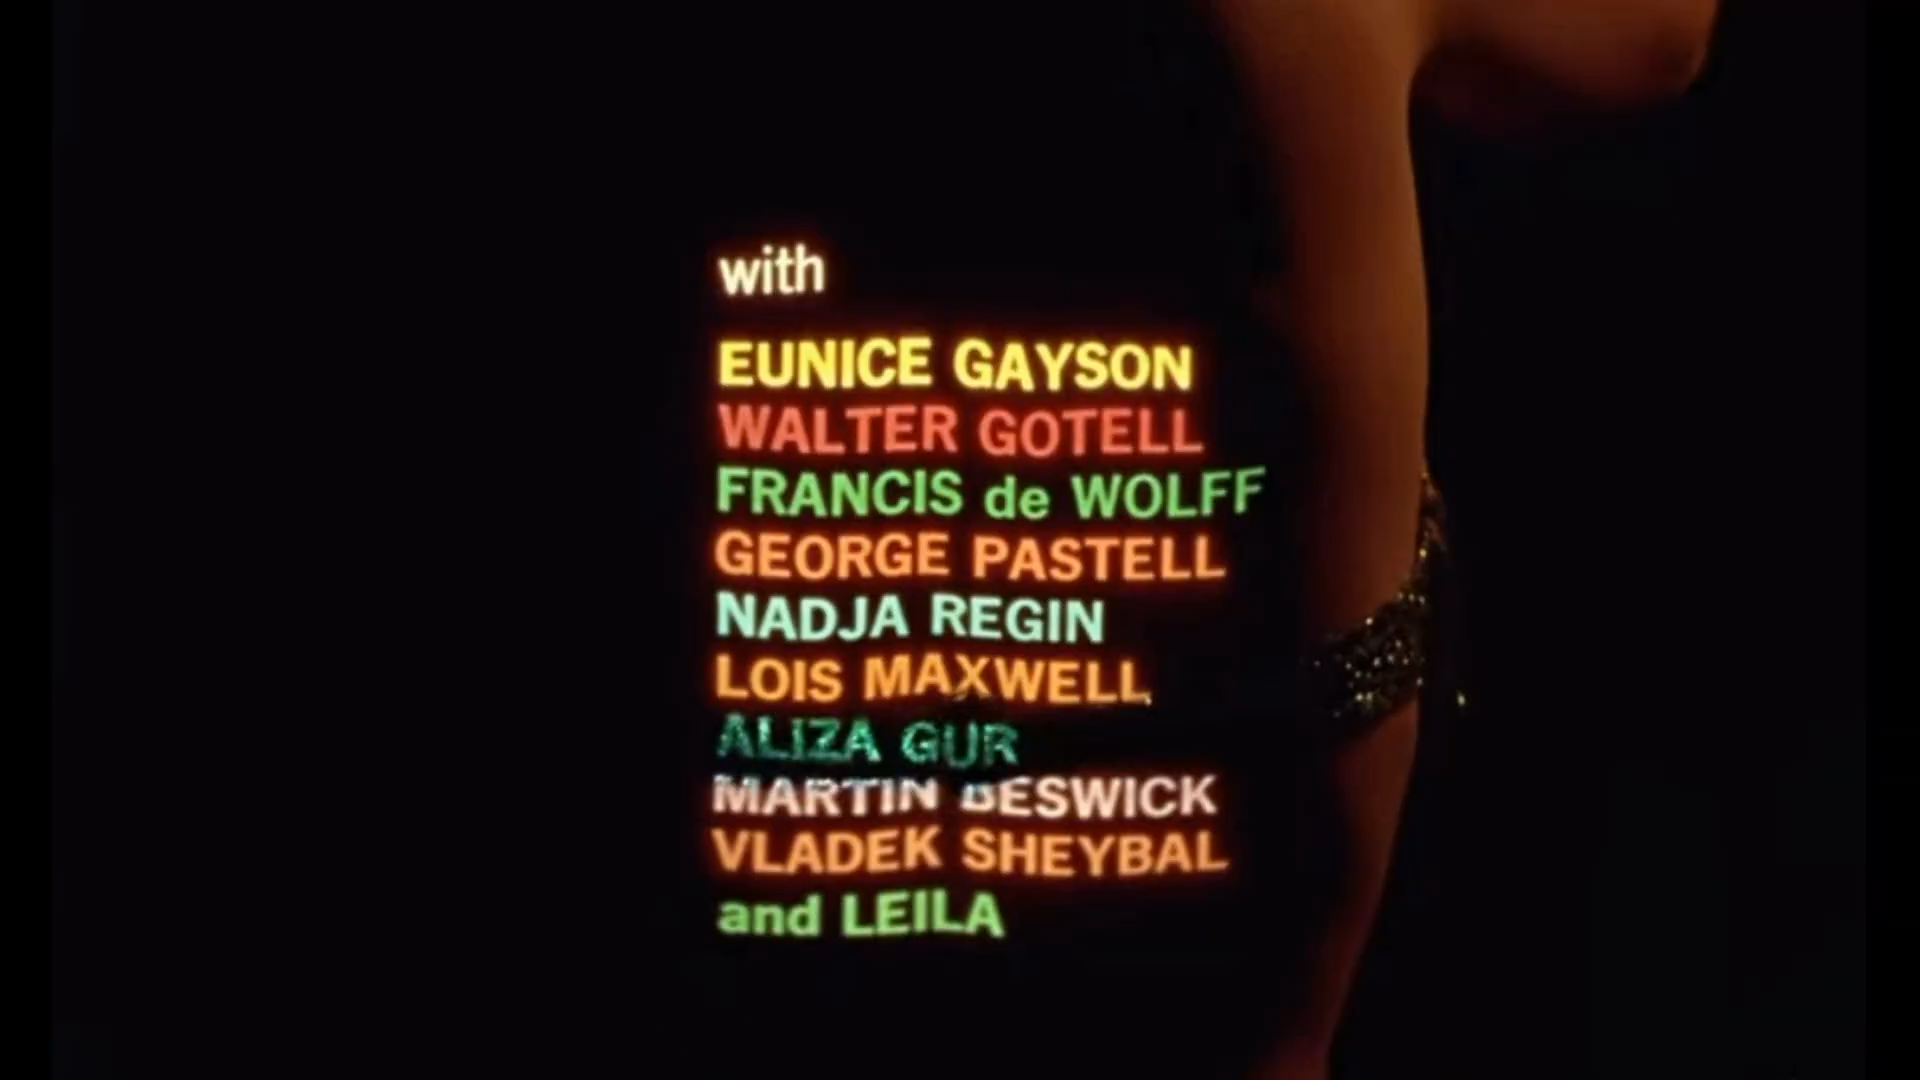 with
EUNICE GAYSON
WALTER GOTELL
FRANCIS de WOLFF
GEORGE PASTELL
NADJA REGIN
LOIS MAXWELL
ALIZA GUR
MARTIN BESWICK
VLADEK SHEYBAL
and LEILA